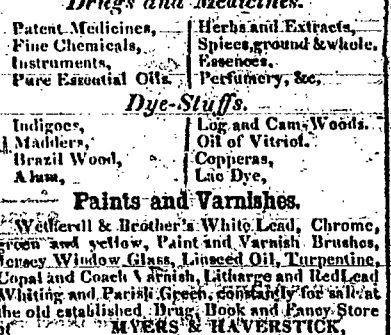 Drugs and Medicines.
Patent Medicines,
Fine Chemicals,
Instruments,
Pure Essential Oils.
Herbs and Extracts,
Spices, ground & whole.
Essences.
Perfumery, &c,
Dye-Stuffs.
Indigoes,
Madders,
Brazil Wood,
Alum,
Log and Cam-Woods.
Oil of Vitriol.
Copperas,
Lac Dye,
Paints and Varnishes.
Wetherill & Brother's White Lead, Chrome,
green and yellow, Paint and Varnish Brushes,
Jersey Window Glass, Linseed Oil, Turpentine,
Copal and Coach Varnish, Litharge and Red Lead
Whiting and Parish Green, constantly for sale at
the old established Drug, Book and Fancy Store
of MYERS & HAVERSTICK,